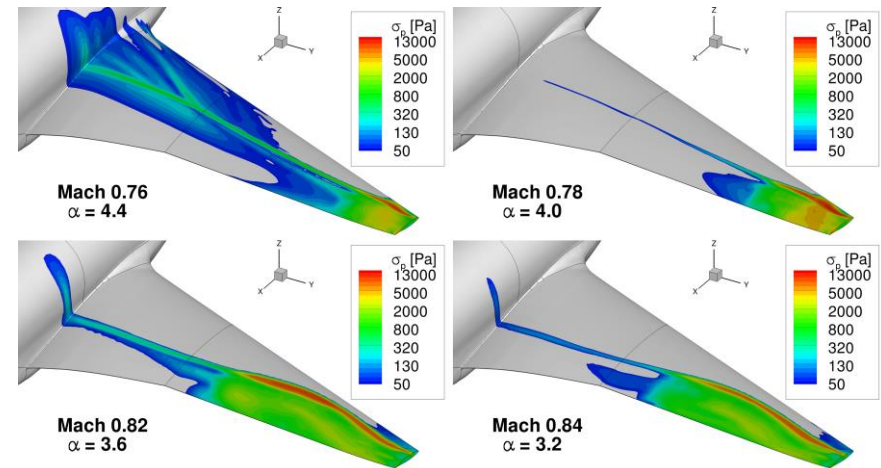 Z
X
Y
σp [Pa]
13000
5000
2000
800
320
130
50
Mach 0.76
α = 4.4
Z
X
Y
σp [Pa]
13000
5000
2000
800
320
130
50
Mach 0.78
α = 4.0
Z
X
Y
σp [Pa]
13000
5000
2000
800
320
130
50
Mach 0.82
α = 3.6
Z
X
Y
σp [Pa]
13000
5000
2000
800
320
130
50
Mach 0.84
α = 3.2